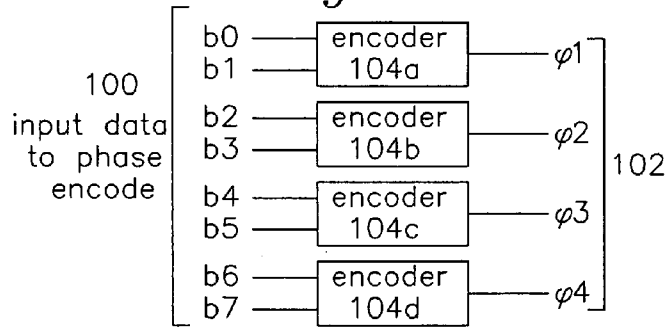 100
input data
to phase
encode
b0
b1
encoder
104a
φ1
b2
b3
encoder
104b
φ2
b4
b5
encoder
104c
φ3
b6
b7
encoder
104d
φ4
102